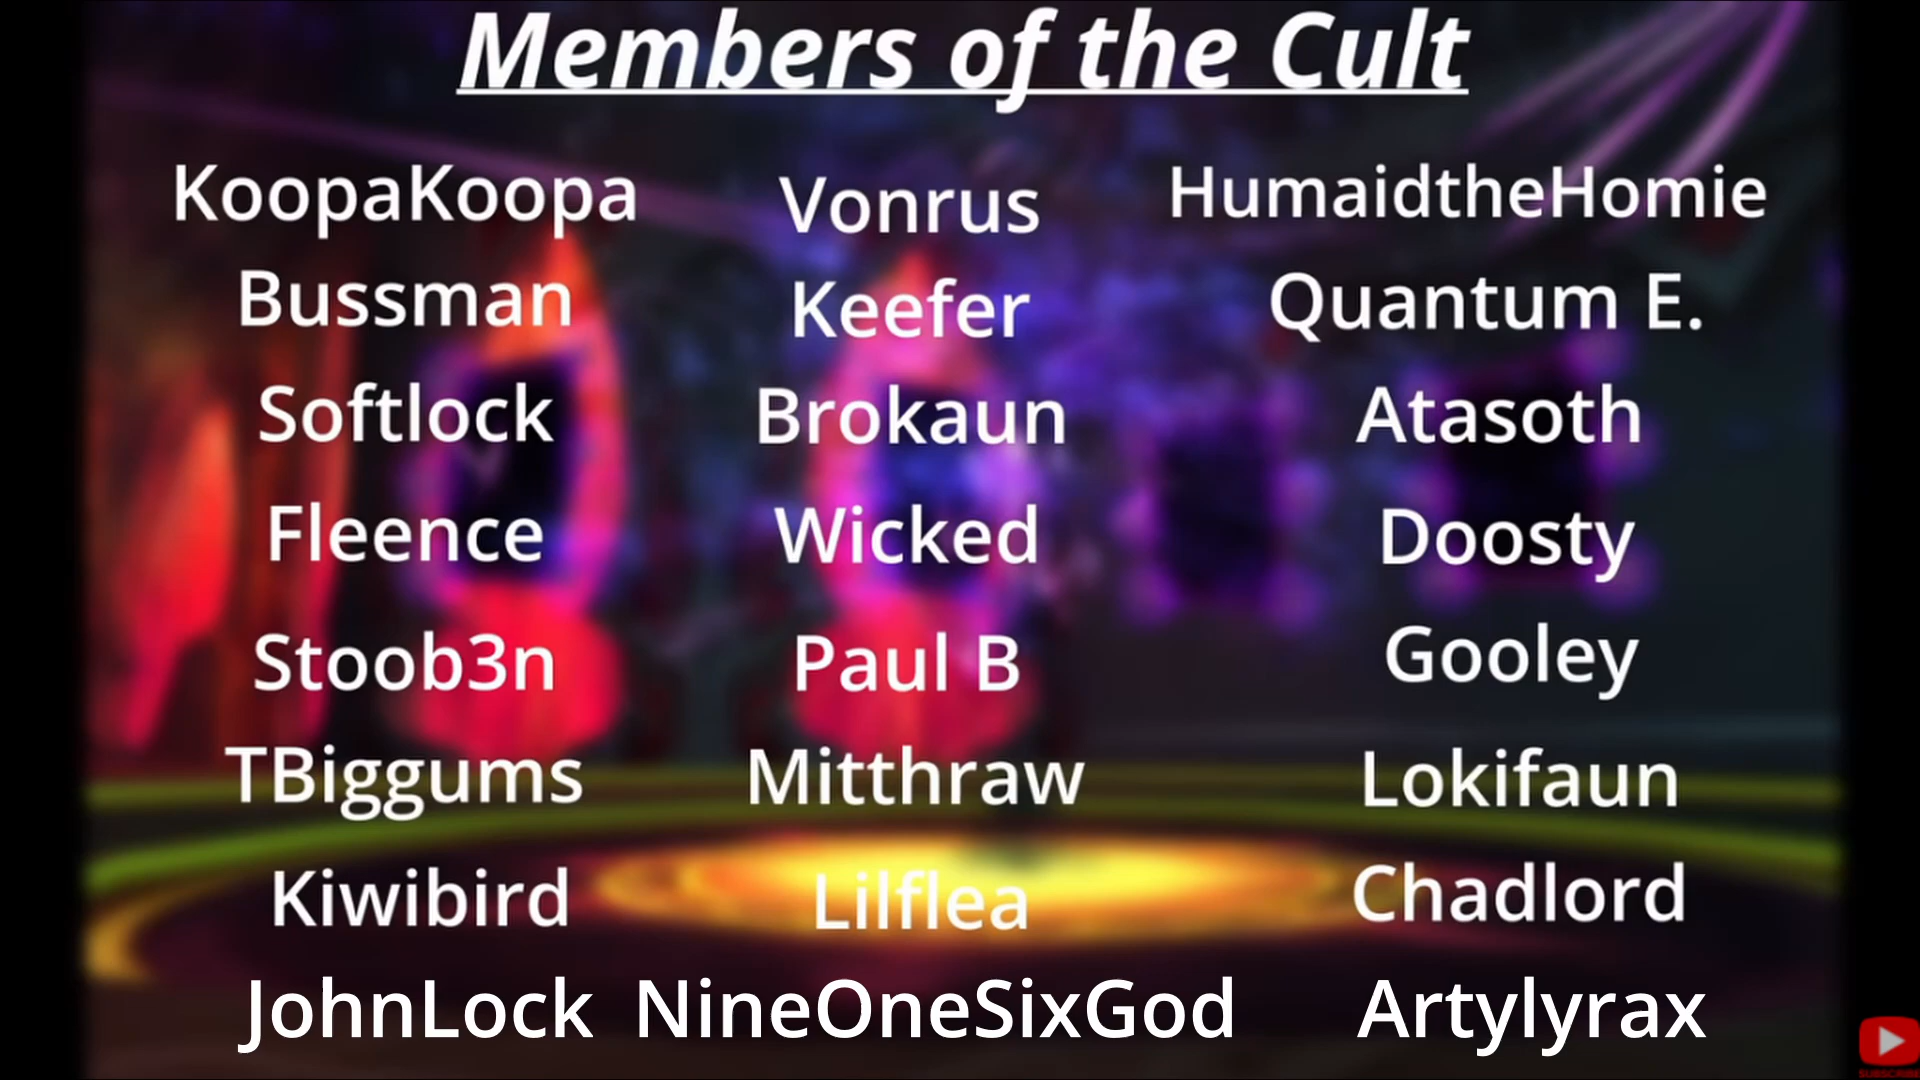 Members of the Cult
KoopaKoopa Vonrus HumaidtheHomie
Bussman Keefer Quantum E.
Softlock Brokaun Atasoth
Fleence Wicked Doosty
Stoob3n Paul B Gooley
TBiggums Mitthraw Lokifaun
Kiwibird Lilflea Chadlord
JohnLock NineOneSixGod Artylyrax
SUBSCRIBE